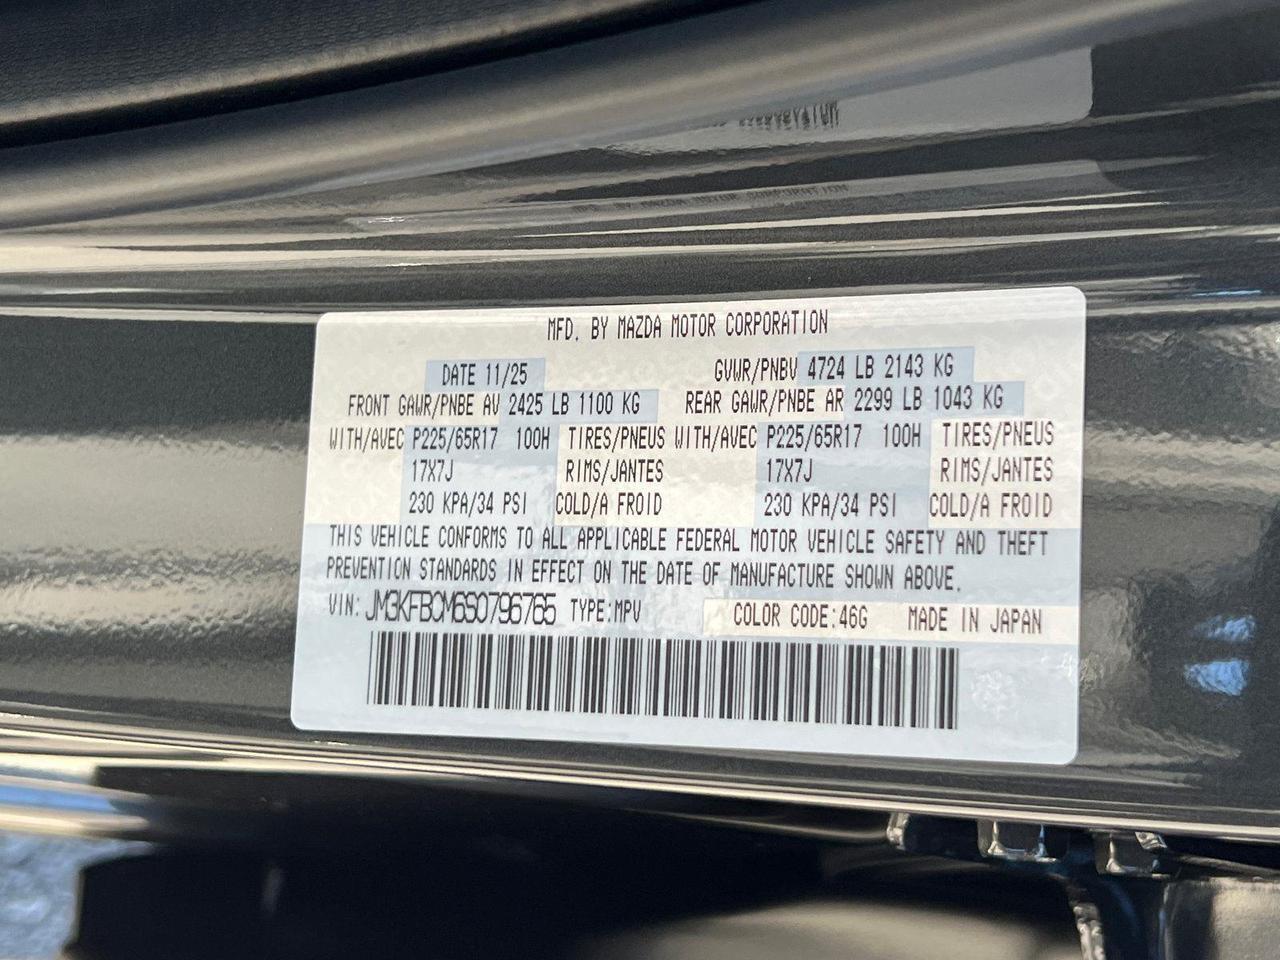 MFD. BY MAZDA MOTOR CORPORATION
DATE 11/25 GVWR/PNBV 4724 LB 2143 KG
FRONT GAWR/PNBE AV 2425 LB 1100 KG REAR GAWR/PNBE AR 2299 LB 1043 KG
WITH/AVEC P225/65R17 100H TIRES/PNEUS WITH/AVEC P225/65R17 100H TIRES/PNEUS
17X7J RIMS/JANTES 17X7J RIMS/JANTES
230 KPA/34 PSI COLD/A FROID 230 KPA/34 PSI COLD/A FROID
THIS VEHICLE CONFORMS TO ALL APPLICABLE FEDERAL MOTOR VEHICLE SAFETY AND THEFT
PREVENTION STANDARDS IN EFFECT ON THE DATE OF MANUFACTURE SHOWN ABOVE.
VIN: JM3KFBCM6S0796765 TYPE:MPV COLOR CODE:46G MADE IN JAPAN